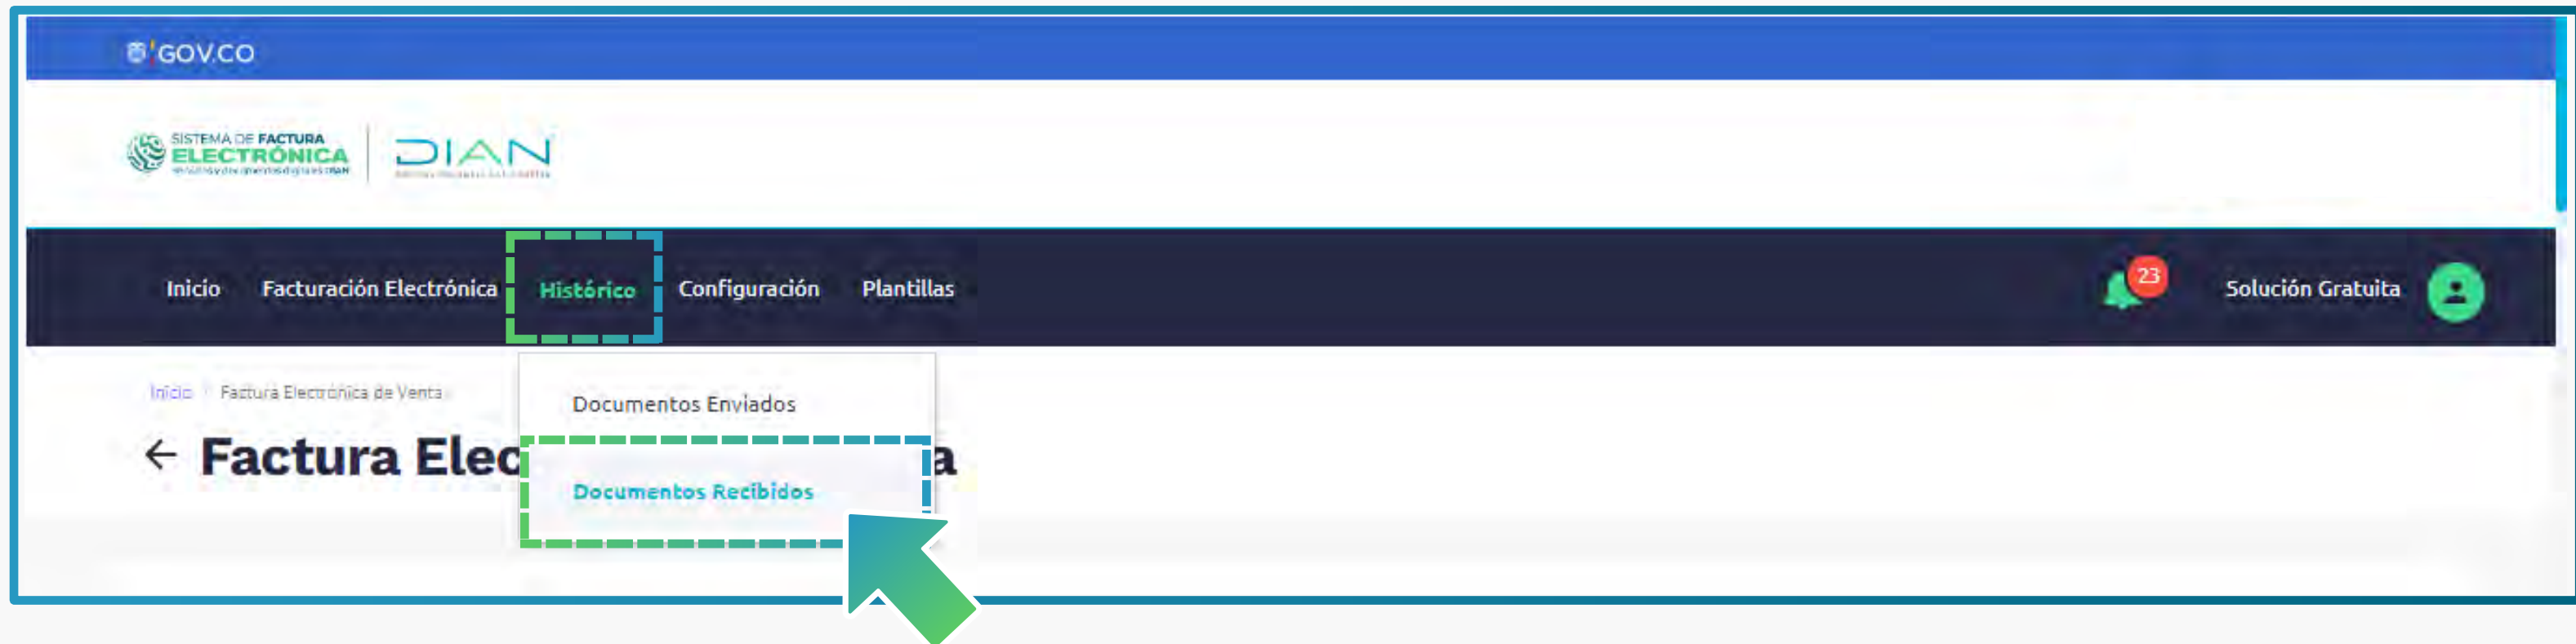 GOV.CO
SISTEMA DE FACTURA
ELECTRÓNICA
DIAN
Inicio Facturación Electrónica Histórico Configuración Plantillas 23 Solución Gratuita
Inicio Factura Electrónica de Venta
Documentos Enviados
← Factura Elec a
Documentos Recibidos